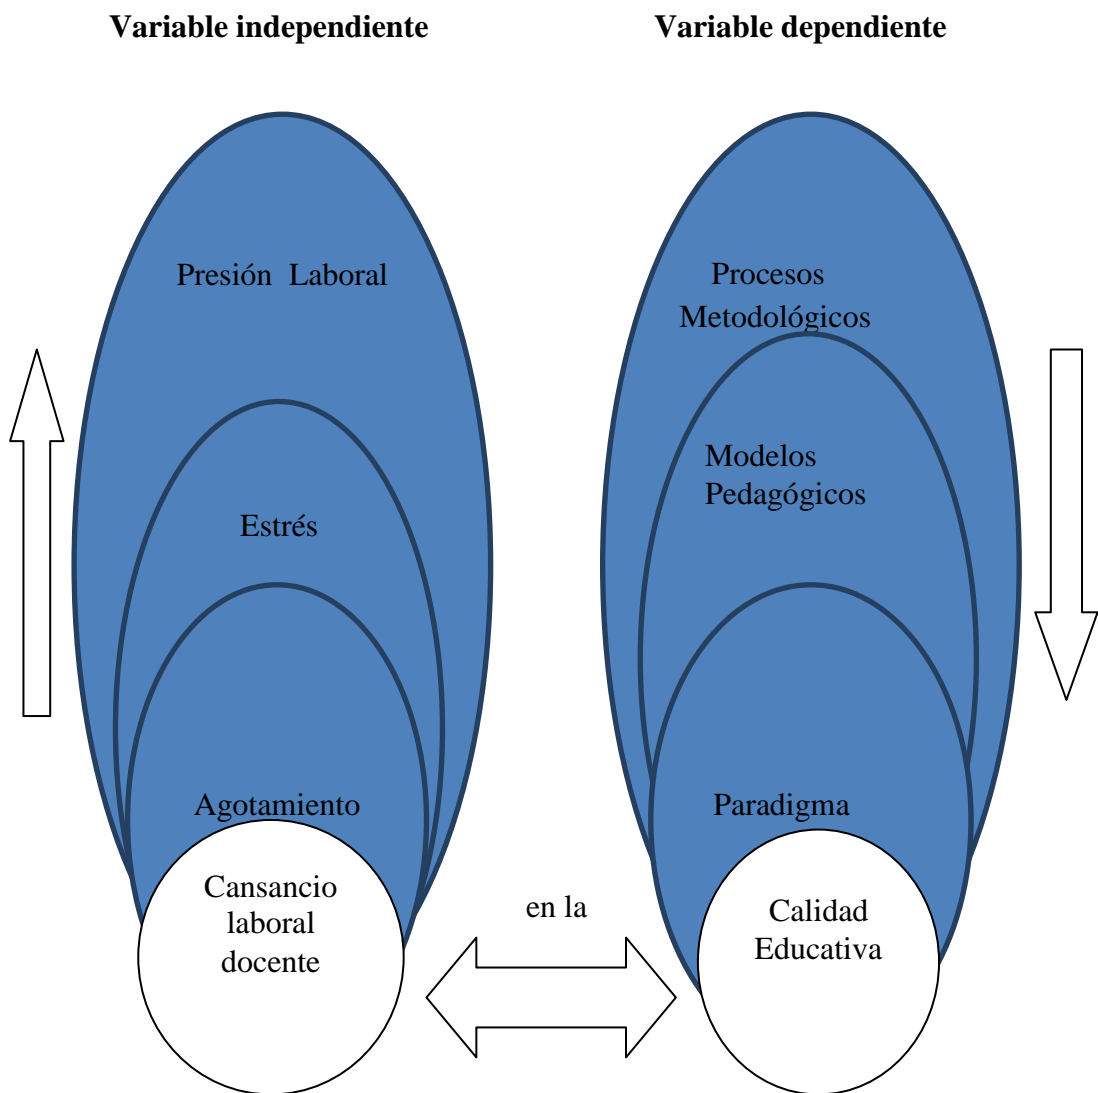 Variable independiente
Variable dependiente
Presión Laboral
Estrés
Agotamiento
Cansancio
laboral
docente
en la
Procesos
Metodológicos
Modelos
Pedagógicos
Paradigma
Calidad
Educativa